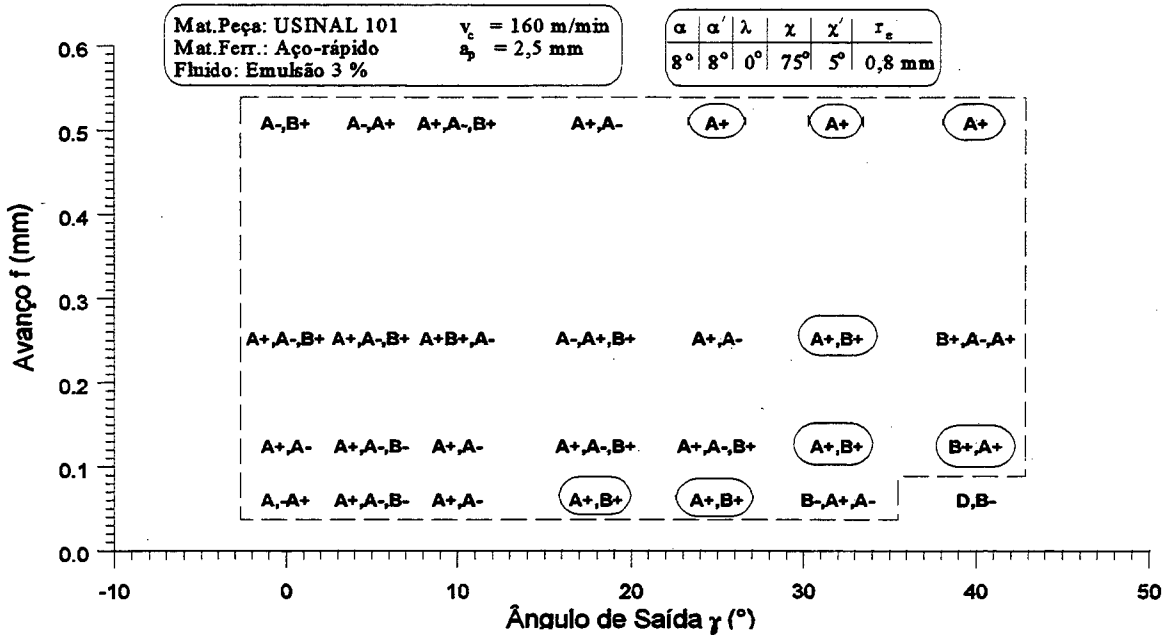 Mat.Peça: USINAL 101 v_c = 160 m/min
Mat.Ferr.: Aço-rápido a_p = 2,5 mm
Fluido: Emulsão 3 %
α α′ λ χ χ′ r_ε
8° 8° 0° 75° 5° 0,8 mm
0.6
0.5
0.4
0.3
0.2
0.1
0.0
Avanço f (mm)
A-,B+ A-,A+ A+,A-,B+ A+,A- A+ A+ A+
A+,A-,B+ A+,A-,B+ A+B+,A- A-,A+,B+ A+,A- A+,B+ B+,A-,A+
A+,A- A+,A-,B- A+,A- A+,A-,B+ A+,A-,B+ A+,B+ B+,A+
A,-A+ A+,A-,B- A+,A- A+,B+ A+,B+ B-,A+,A- D,B-
-10 0 10 20 30 40 50
Ângulo de Saída γ (°)